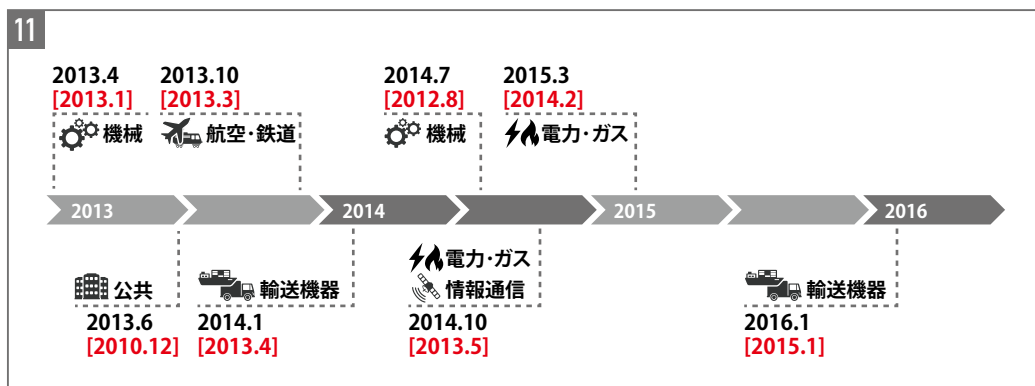 11
2013.4
[2013.1]
機械
2013.10
[2013.3]
航空・鉄道
2014.7
[2012.8]
機械
2015.3
[2014.2]
電力・ガス
2013
2014
2015
2016
公共
2013.6
[2010.12]
輸送機器
2014.1
[2013.4]
電力・ガス
情報通信
2014.10
[2013.5]
輸送機器
2016.1
[2015.1]